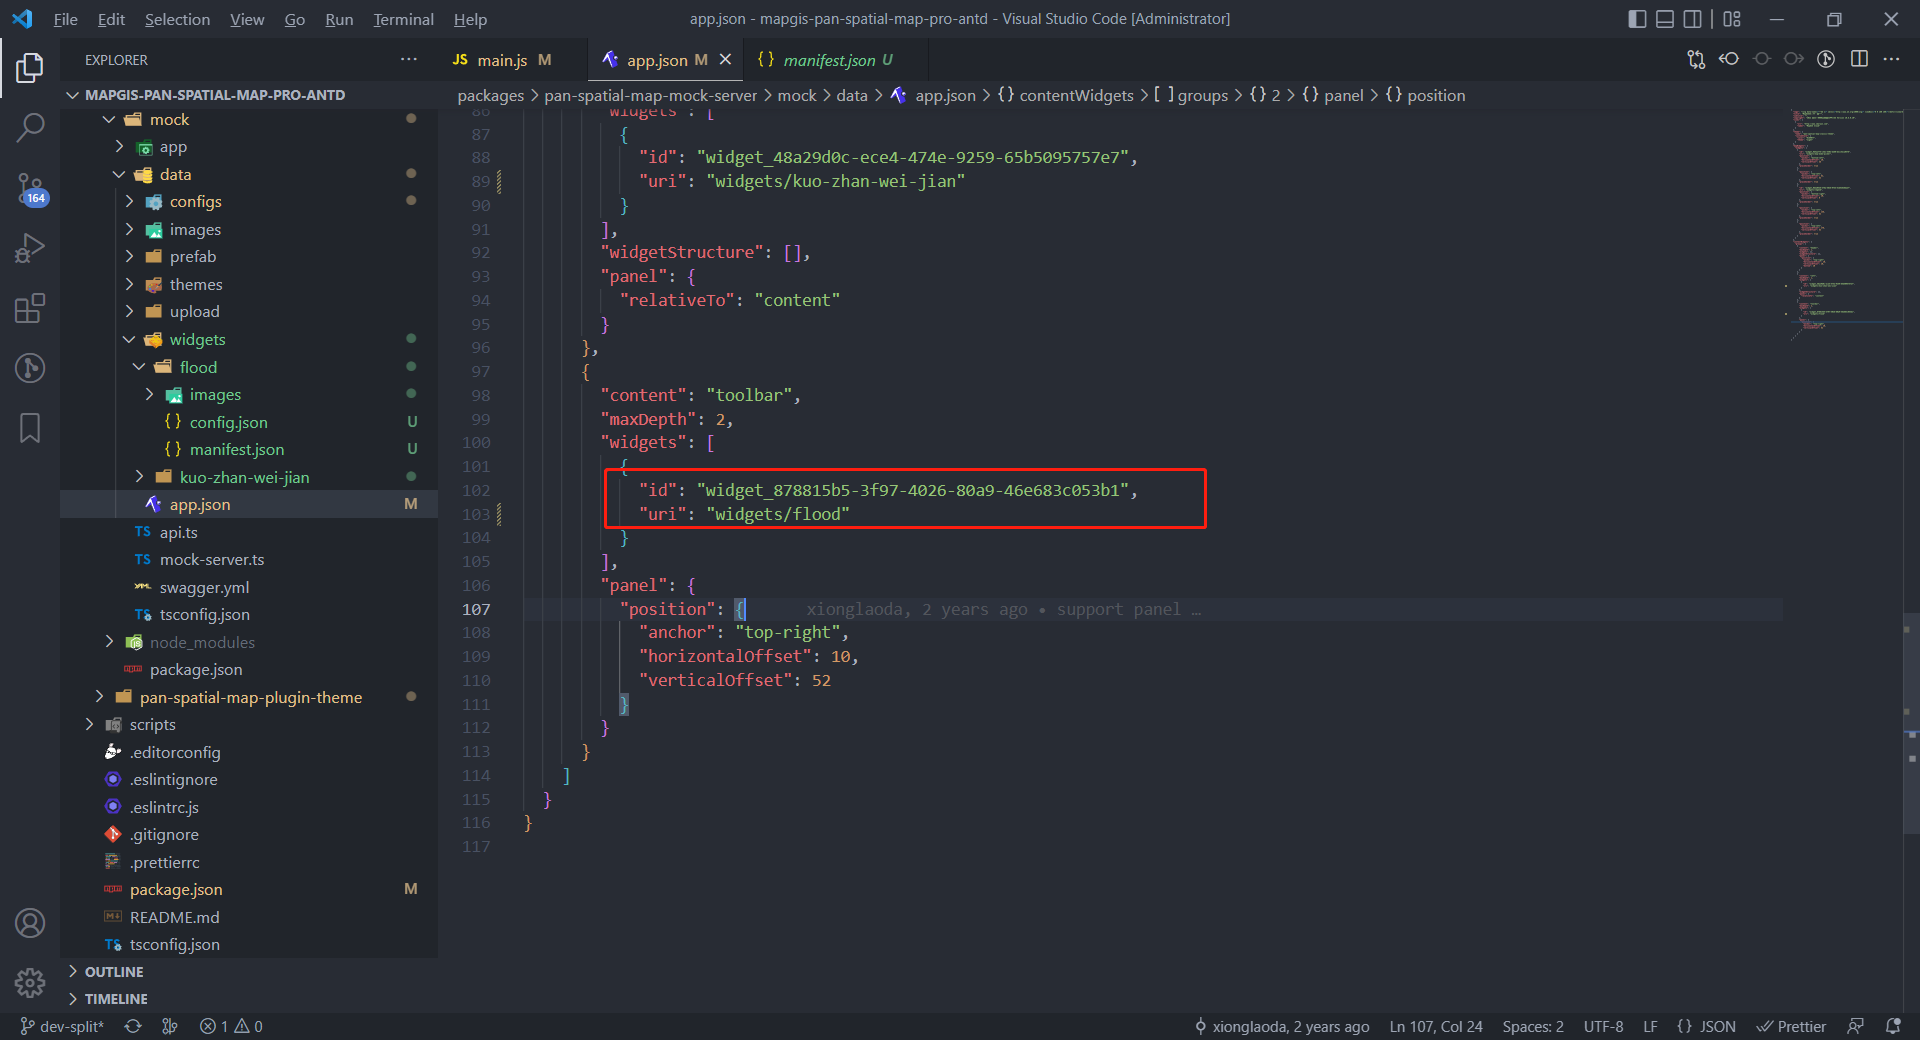 File Edit Selection View Go Run Terminal Help
app.json - mapgis-pan-spatial-map-pro-antd - Visual Studio Code [Administrator]
EXPLORER
JS main.js M
app.json M
{ } manifest.json U
MAPGIS-PAN-SPATIAL-MAP-PRO-ANTD
mock
app
data
configs
images
prefab
themes
upload
widgets
flood
images
{ } config.json U
{ } manifest.json U
kuo-zhan-wei-jian
app.json M
TS api.ts
TS mock-server.ts
swagger.yml
TS tsconfig.json
node_modules
package.json
pan-spatial-map-plugin-theme
scripts
.editorconfig
.eslintignore
.eslintrc.js
.gitignore
.prettierrc
package.json M
README.md
TS tsconfig.json
OUTLINE
TIMELINE
164
packages > pan-spatial-map-mock-server > mock > data > app.json > { } contentWidgets > [ ] groups > { } 2 > { } panel > { } position
86 "widgets": [
87 {
88 "id": "widget_48a29d0c-ece4-474e-9259-65b5095757e7",
89 "uri": "widgets/kuo-zhan-wei-jian"
90 }
91 ],
92 "widgetStructure": [],
93 "panel": {
94 "relativeTo": "content"
95 }
96 },
97 {
98 "content": "toolbar",
99 "maxDepth": 2,
100 "widgets": [
101 {
102 "id": "widget_878815b5-3f97-4026-80a9-46e683c053b1",
103 "uri": "widgets/flood"
104 }
105 ],
106 "panel": {
107 "position": { xionglaoda, 2 years ago • support panel …
108 "anchor": "top-right",
109 "horizontalOffset": 10,
110 "verticalOffset": 52
111 }
112 }
113 }
114 ]
115 }
116 }
117
dev-split* 1 0
xionglaoda, 2 years ago Ln 107, Col 24 Spaces: 2 UTF-8 LF { } JSON Prettier